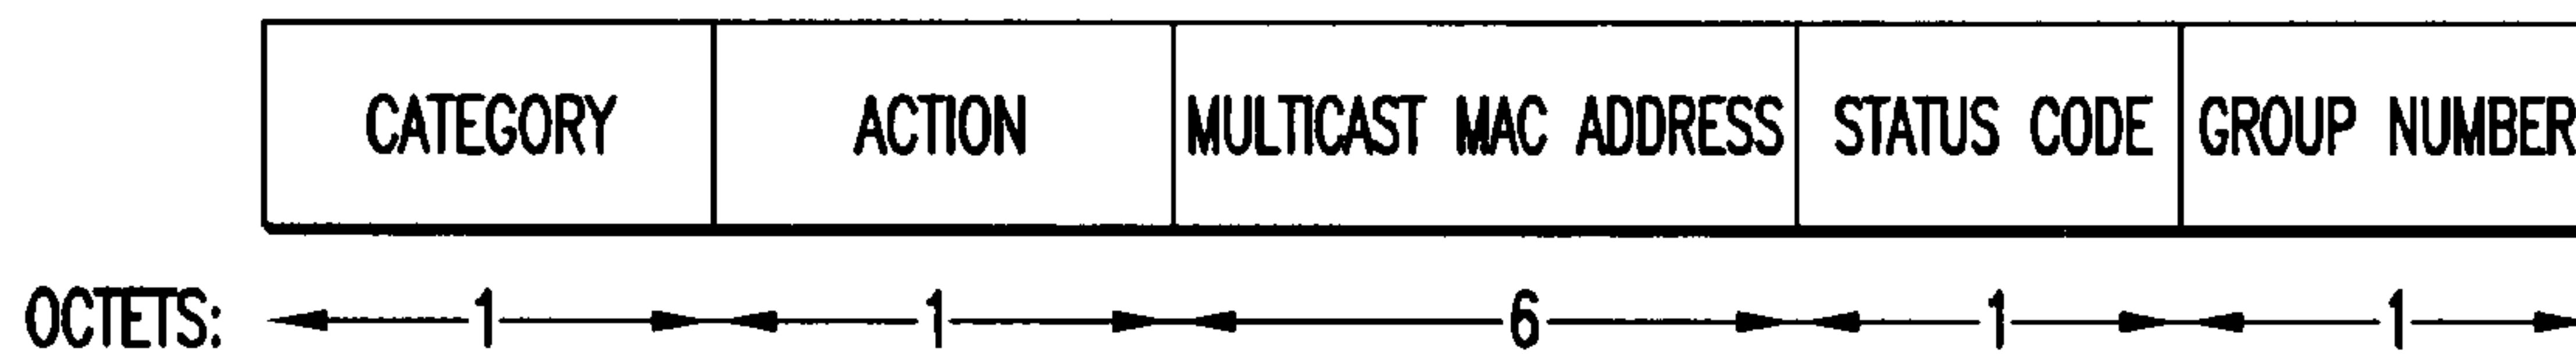 CATEGORY ACTION MULTICAST MAC ADDRESS STATUS CODE GROUP NUMBER
OCTETS: 1 1 6 1 1